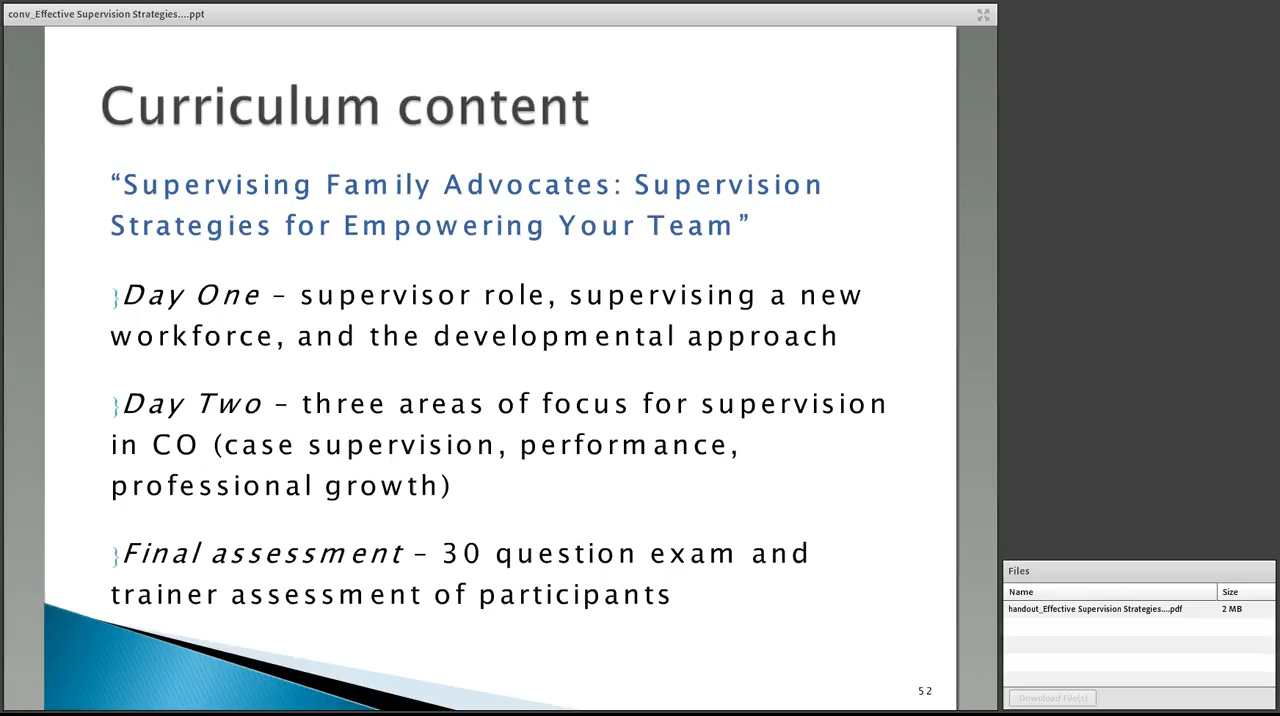 conv_Effective Supervision Strategies....ppt
Curriculum content
“Supervising Family Advocates: Supervision
Strategies for Empowering Your Team”
}Day One – supervisor role, supervising a new
workforce, and the developmental approach
}Day Two – three areas of focus for supervision
in CO (case supervision, performance,
professional growth)
}Final assessment – 30 question exam and
trainer assessment of participants
52
Files
Name Size
handout_Effective Supervision Strategies....pdf 2 MB
Download File(s)